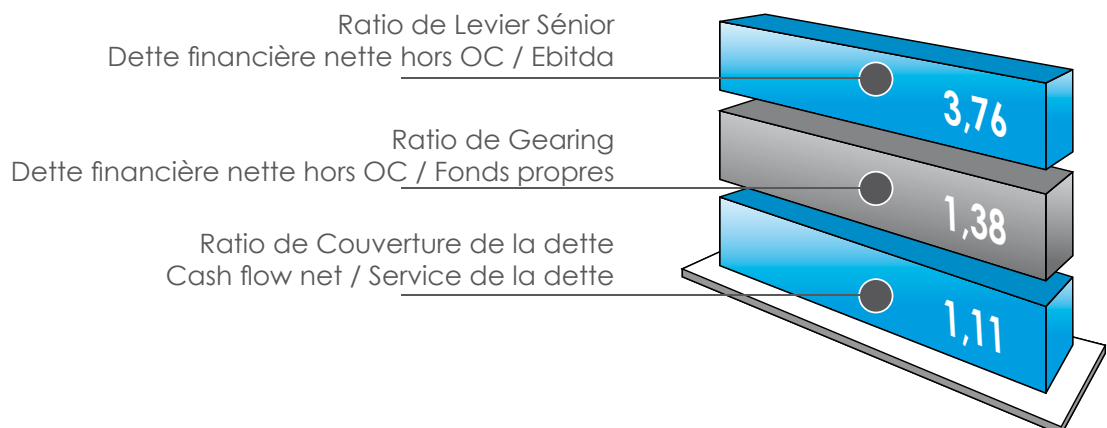 Ratio de Levier Sénior
Dette financière nette hors OC / Ebitda
3,76
Ratio de Gearing
Dette financière nette hors OC / Fonds propres
1,38
Ratio de Couverture de la dette
Cash flow net / Service de la dette
1,11